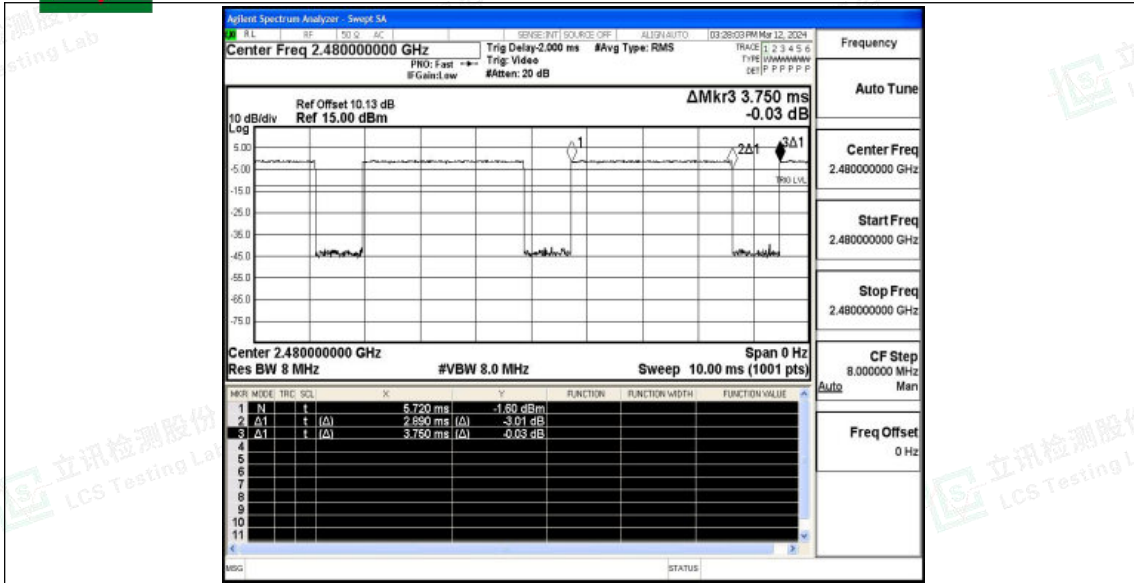 Agilent Spectrum Analyzer - Swept SA
RL RF 50 Ω AC SENSE:INT SOURCE OFF ALIGN AUTO 03:28:03 PM Mar 12, 2024
Center Freq 2.480000000 GHz
PNO: Fast
IFGain:Low
Trig Delay-2.000 ms
Trig: Video
#Atten: 20 dB
#Avg Type: RMS
TRACE 1 2 3 4 5 6
TYPE WWWWWW
DET P P P P P P
Frequency
Auto Tune
Center Freq
2.480000000 GHz
Start Freq
2.480000000 GHz
Stop Freq
2.480000000 GHz
CF Step
8.000000 MHz
Auto Man
Freq Offset
0 Hz
ΔMkr3 3.750 ms
-0.03 dB
Ref Offset 10.13 dB
10 dB/div Ref 15.00 dBm
Log
5.00
-5.00
-15.0
-25.0
-35.0
-45.0
-55.0
-65.0
-75.0
1
2Δ1
3Δ1
TRIG LVL
Center 2.480000000 GHz Span 0 Hz
Res BW 8 MHz #VBW 8.0 MHz Sweep 10.00 ms (1001 pts)
MKR MODE TRC SCL X Y FUNCTION FUNCTION WIDTH FUNCTION VALUE
1 N t 5.720 ms -1.60 dBm
2 Δ1 t (Δ) 2.890 ms (Δ) -3.01 dB
3 Δ1 t (Δ) 3.750 ms (Δ) -0.03 dB
4
5
6
7
8
9
10
11
MSG STATUS
立讯检测股份
LCS Testing Lab
立讯检测股份
LCS Testing L